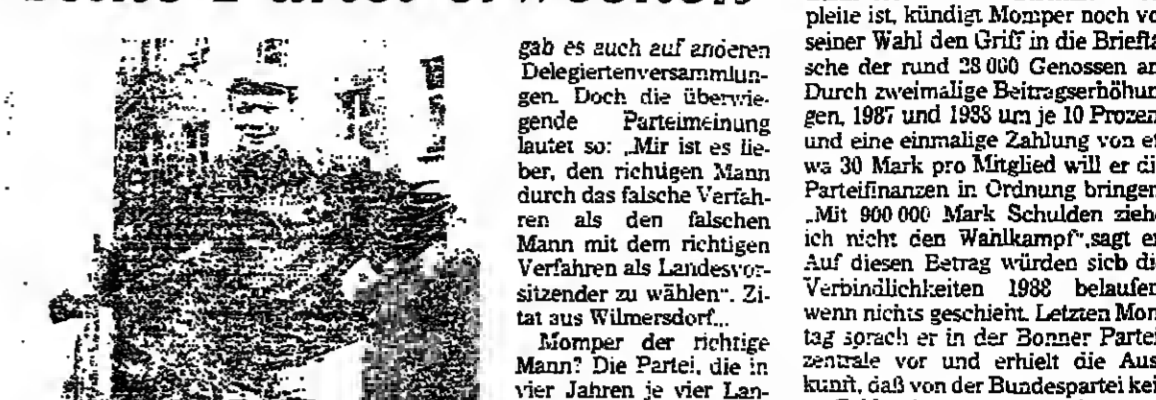 gab es auch auf anderen
Delegiertenversammlun-
gen. Doch die überwie-
gende Parteimeinung
lautet so: „Mir ist es lie-
ber, den richtigen Mann
durch das falsche Verfah-
ren als den falschen
Mann mit dem richtigen
Verfahren als Landesvor-
sitzender zu wählen“. Zi-
tat aus Wilmersdorf...
Momper der richtige
Mann? Die Partei, die in
vier Jahren je vier Lan-
pleite ist, kündigt Momper noch vo
seiner Wahl den Griff in die Briefta
sche der rund 28 000 Genossen an
Durch zweimalige Beitragserhöhun
gen, 1987 und 1988 um je 10 Prozen
und eine einmalige Zahlung von et
wa 30 Mark pro Mitglied will er di
Parteifinanzen in Ordnung bringen
„Mit 900 000 Mark Schulden ziehe
ich nicht den Wahlkampf“, sagt er
Auf diesen Betrag würden sich di
Verbindlichkeiten 1988 belaufen
wenn nichts geschieht. Letzten Mon
tag sprach er in der Bonner Partei
zentrale vor und erhielt die Aus
kunft, daß von der Bundespartei kei